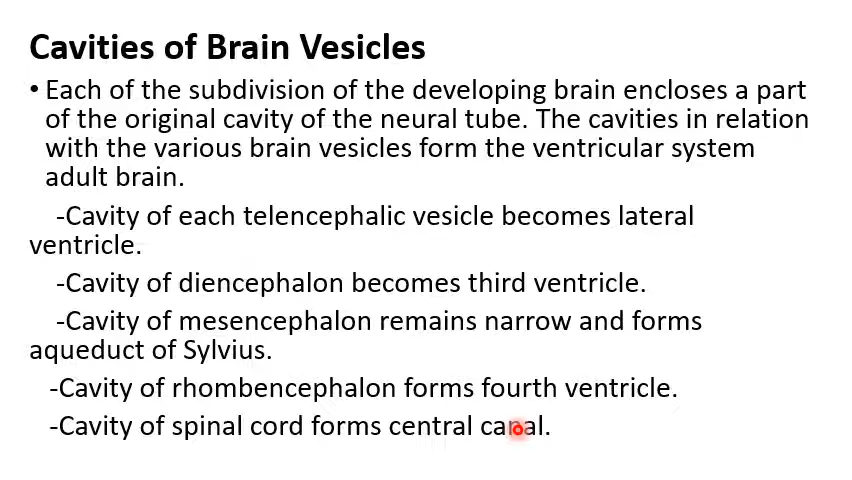 Cavities of Brain Vesicles
• Each of the subdivision of the developing brain encloses a part
of the original cavity of the neural tube. The cavities in relation
with the various brain vesicles form the ventricular system
adult brain.
-Cavity of each telencephalic vesicle becomes lateral
ventricle.
-Cavity of diencephalon becomes third ventricle.
-Cavity of mesencephalon remains narrow and forms
aqueduct of Sylvius.
-Cavity of rhombencephalon forms fourth ventricle.
-Cavity of spinal cord forms central canal.